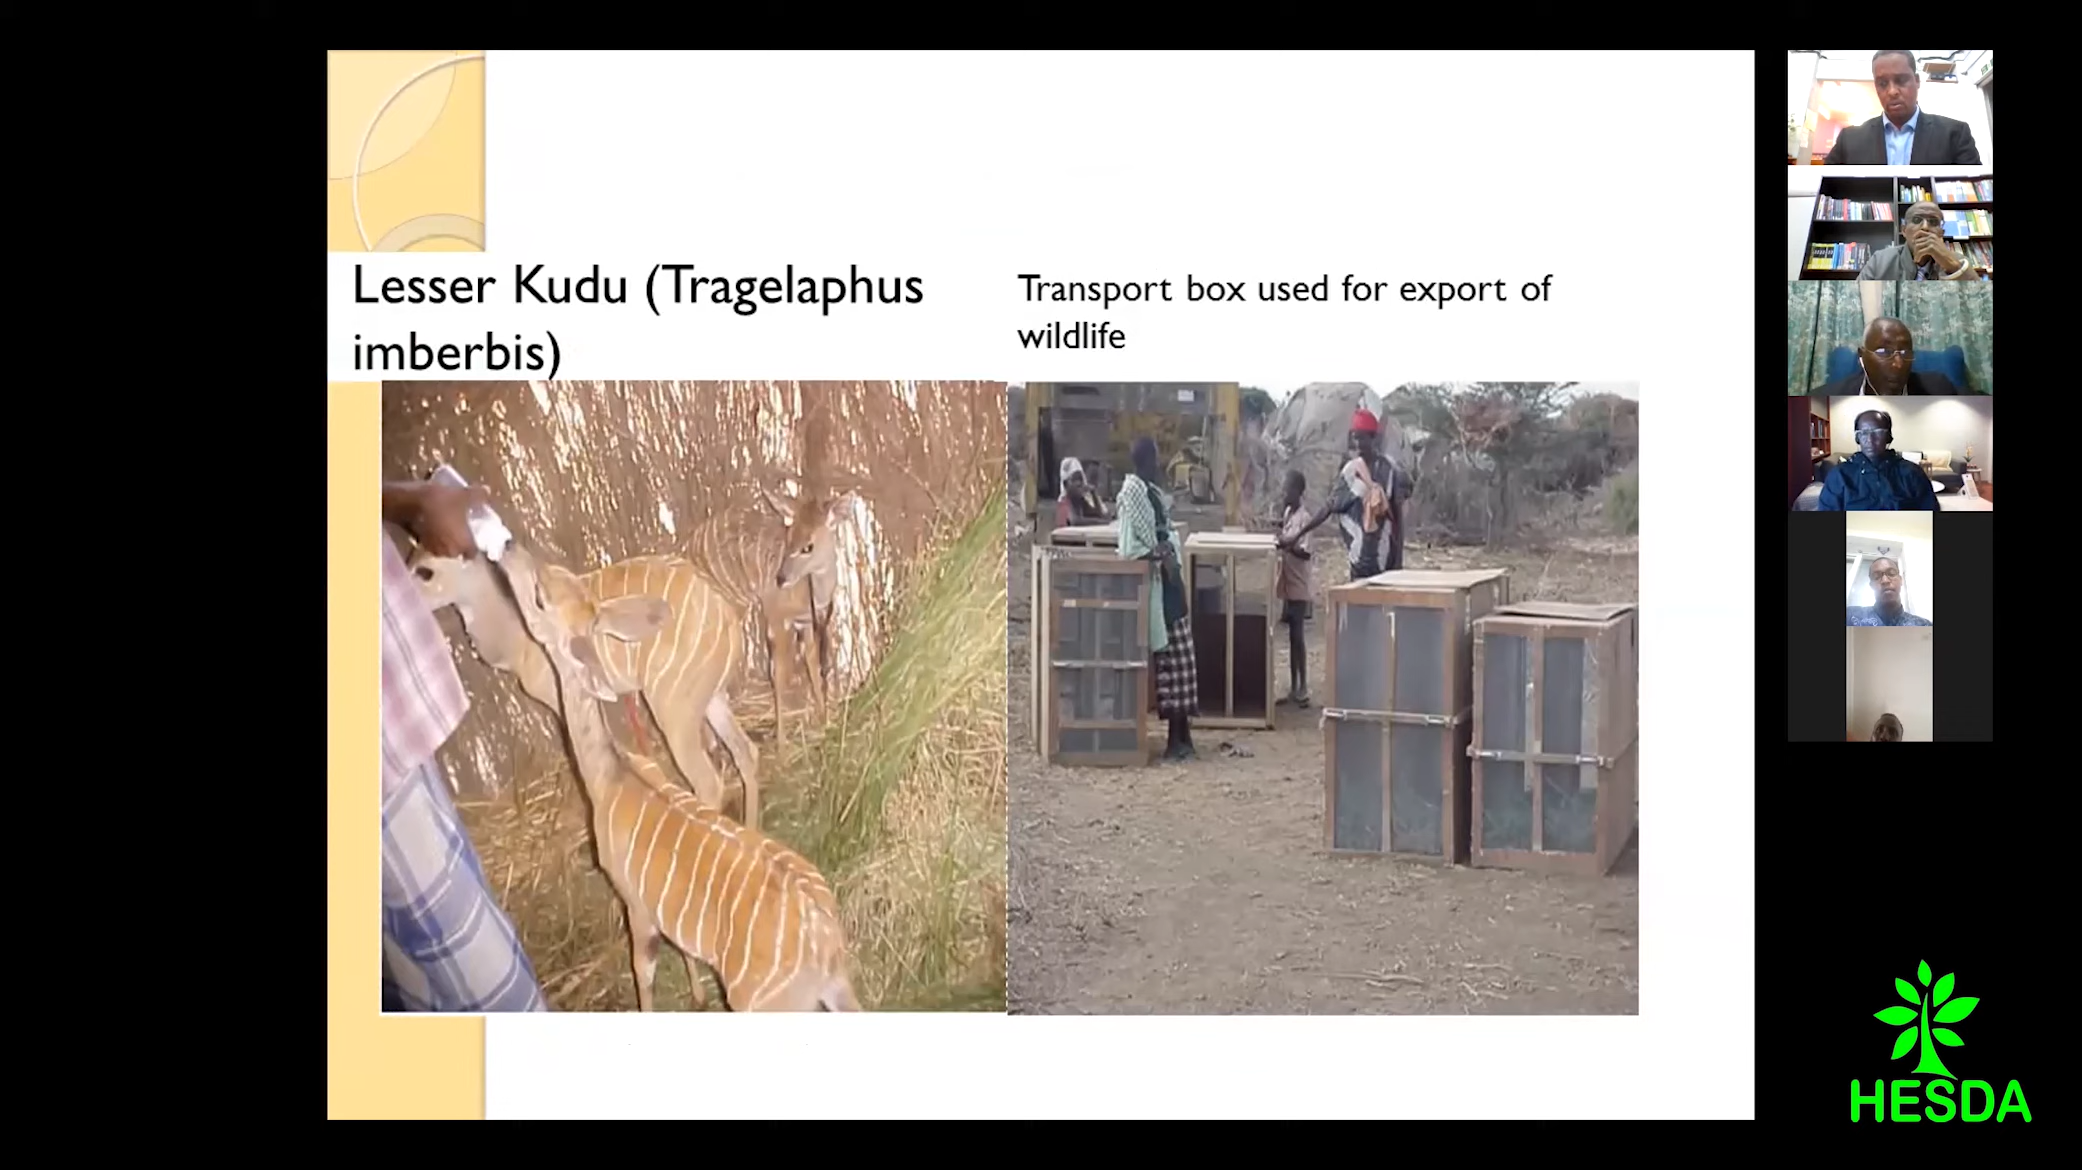 Lesser Kudu (Tragelaphus
imberbis)
Transport box used for export of
wildlife
HESDA